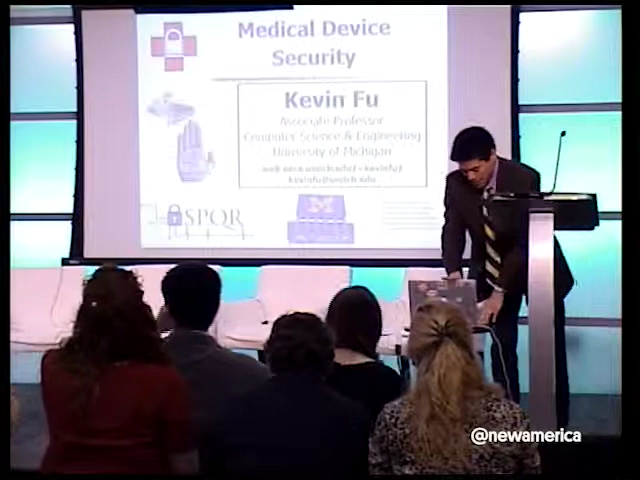 Medical Device
Security
Kevin Fu
Associate Professor
Computer Science & Engineering
University of Michigan
SPQR
M
@newamerica